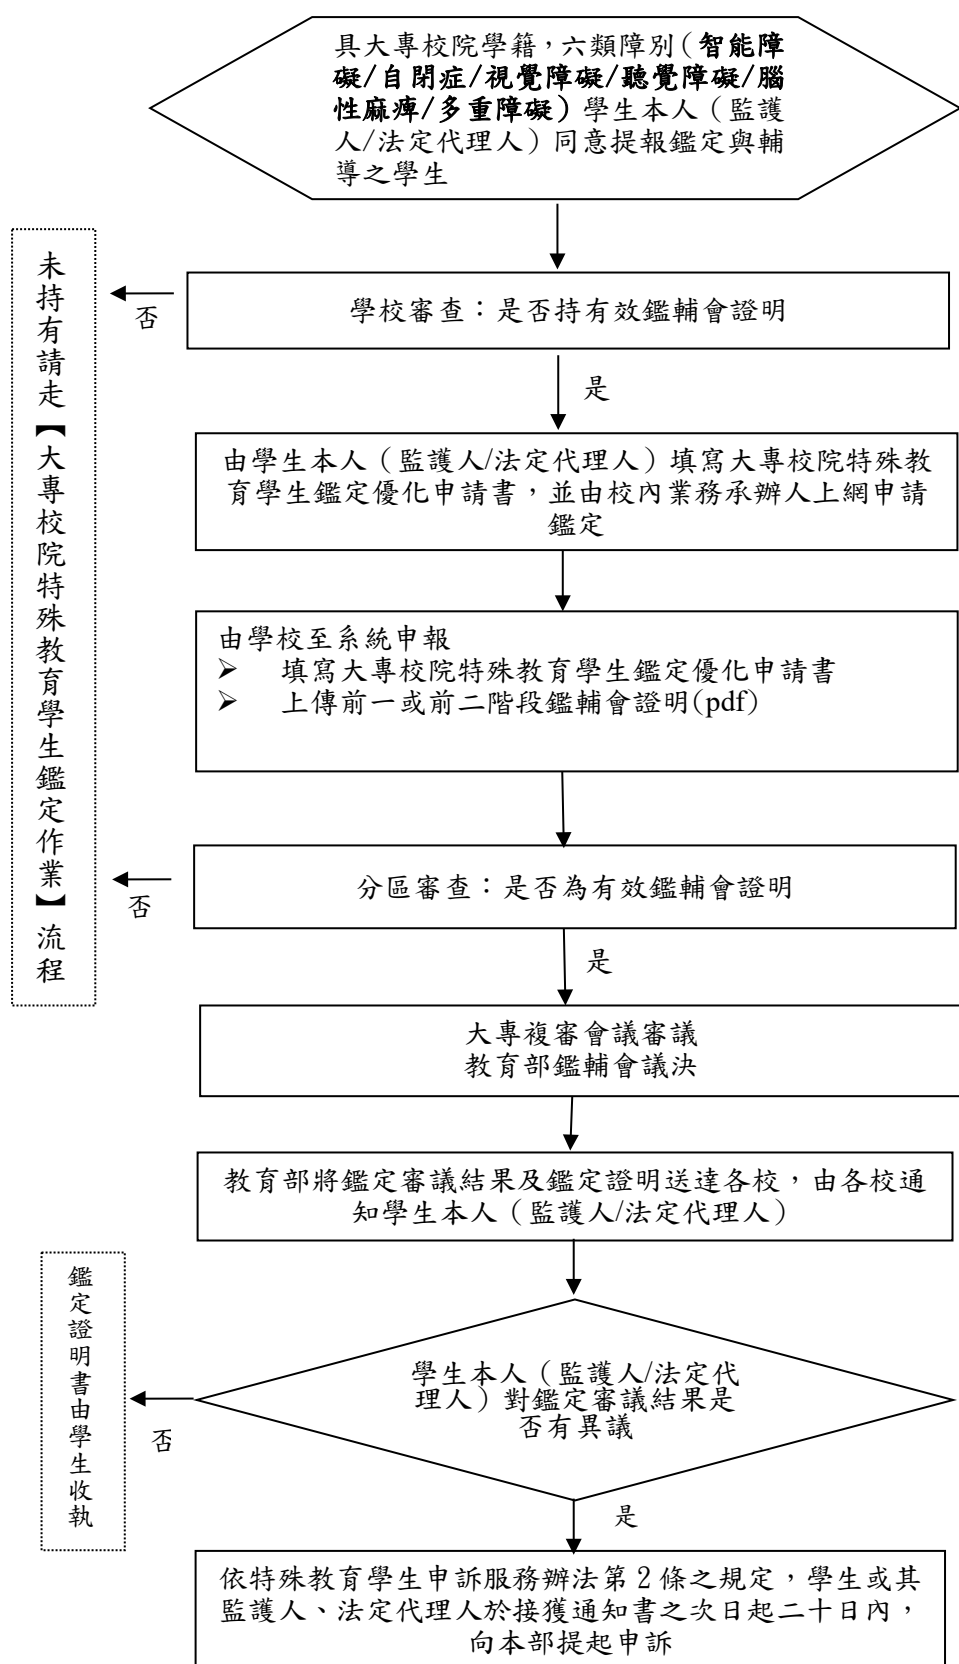 具大專校院學籍，六類障別（智能障
礙/自閉症/視覺障礙/聽覺障礙/腦
性麻痺/多重障礙）學生本人（監護
人/法定代理人）同意提報鑑定與輔
導之學生
未持有請走【大專校院特殊教育學生鑑定作業】流程
否
學校審查：是否持有效鑑輔會證明
是
由學生本人（監護人/法定代理人）填寫大專校院特殊教
育學生鑑定優化申請書，並由校內業務承辦人上網申請
鑑定
由學校至系統申報
➢ 填寫大專校院特殊教育學生鑑定優化申請書
➢ 上傳前一或前二階段鑑輔會證明(pdf)
否
分區審查：是否為有效鑑輔會證明
是
大專複審會議審議
教育部鑑輔會議決
教育部將鑑定審議結果及鑑定證明送達各校，由各校通
知學生本人（監護人/法定代理人）
鑑定證明書由學生收執
否
學生本人（監護人/法定代
理人）對鑑定審議結果是
否有異議
是
依特殊教育學生申訴服務辦法第 2 條之規定，學生或其
監護人、法定代理人於接獲通知書之次日起二十日內，
向本部提起申訴